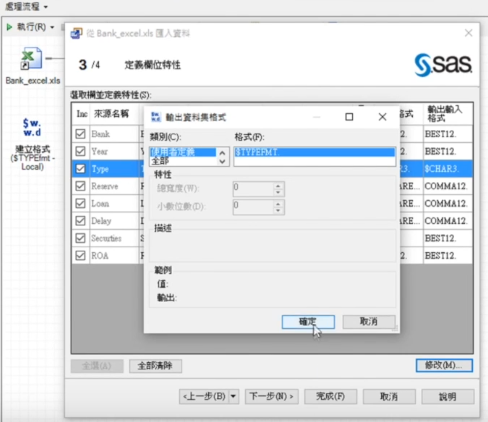 處理流程
執行(R)
從 Bank_excel.xls 匯入資料
3 /4 定義欄位特性
sas
Bank_excel.xls
選取欄並定義特性(S):
Inc 來源名稱
格式
輸出輸入格式
$w.
w.d
建立格式
($TYPEfmt -
Local)
Bank
2. BEST12.
Year
2. BEST12.
Type
$CHAR3.
Reserve
COMMA12.
Loan
COMMA12.
Delay
COMMA12.
Securties
BEST12.
ROA
2. BEST12.
輸出資料集格式
類別(C):
格式(F):
使用者定義
全部
$TYPEFMT
特性
總寬度(W): 0
小數位數(D): 0
描述
範例
值:
輸出:
確定
取消
全選(A)
全部清除
修改(M)...
<上一步(B)
下一步(N) >
完成(F)
取消
說明